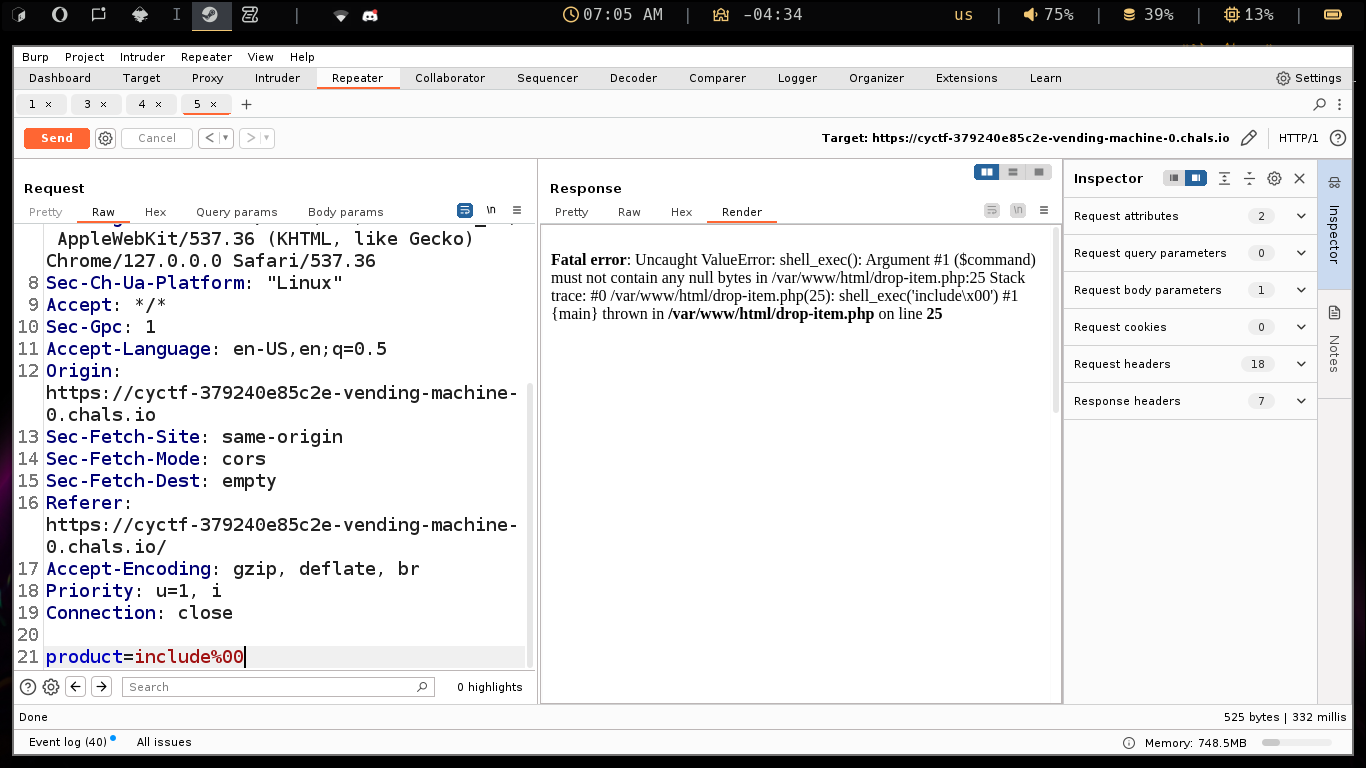 07:05 AM | -04:34 us | 75% | 39% | 13% |
Burp Project Intruder Repeater View Help
Dashboard Target Proxy Intruder Repeater Collaborator Sequencer Decoder Comparer Logger Organizer Extensions Learn Settings
1 × 3 × 4 × 5 × +
Send Cancel < > Target: https://cyctf-379240e85c2e-vending-machine-0.chals.io HTTP/1
Request
Pretty Raw Hex Query params Body params \n
AppleWebKit/537.36 (KHTML, like Gecko)
Chrome/127.0.0.0 Safari/537.36
8 Sec-Ch-Ua-Platform: "Linux"
9 Accept: */*
10 Sec-Gpc: 1
11 Accept-Language: en-US,en;q=0.5
12 Origin:
https://cyctf-379240e85c2e-vending-machine-
0.chals.io
13 Sec-Fetch-Site: same-origin
14 Sec-Fetch-Mode: cors
15 Sec-Fetch-Dest: empty
16 Referer:
https://cyctf-379240e85c2e-vending-machine-
0.chals.io/
17 Accept-Encoding: gzip, deflate, br
18 Priority: u=1, i
19 Connection: close
20
21 product=include%00
Search 0 highlights
Response
Pretty Raw Hex Render \n
Fatal error: Uncaught ValueError: shell_exec(): Argument #1 ($command)
must not contain any null bytes in /var/www/html/drop-item.php:25 Stack
trace: #0 /var/www/html/drop-item.php(25): shell_exec('include\x00') #1
{main} thrown in /var/www/html/drop-item.php on line 25
Inspector
Request attributes 2
Request query parameters 0
Request body parameters 1
Request cookies 0
Request headers 18
Response headers 7
Inspector
Notes
Done 525 bytes | 332 millis
Event log (40) All issues Memory: 748.5MB